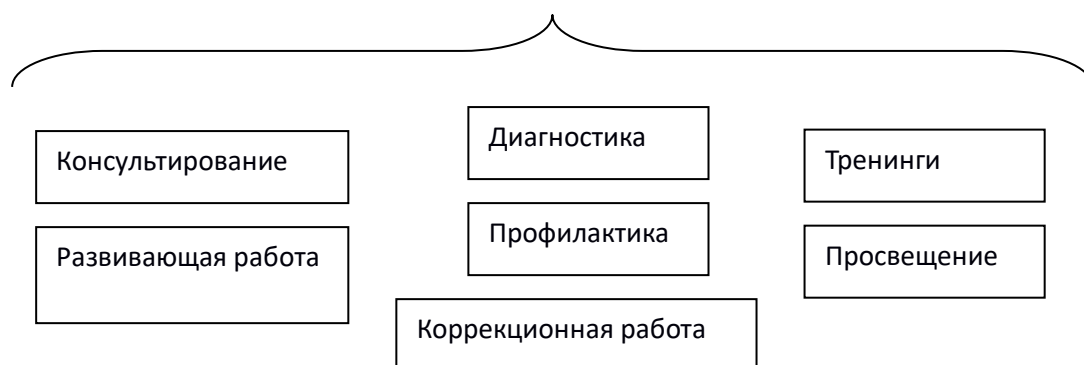 Диагностика
Консультирование
Тренинги
Профилактика
Развивающая работа
Просвещение
Коррекционная работа